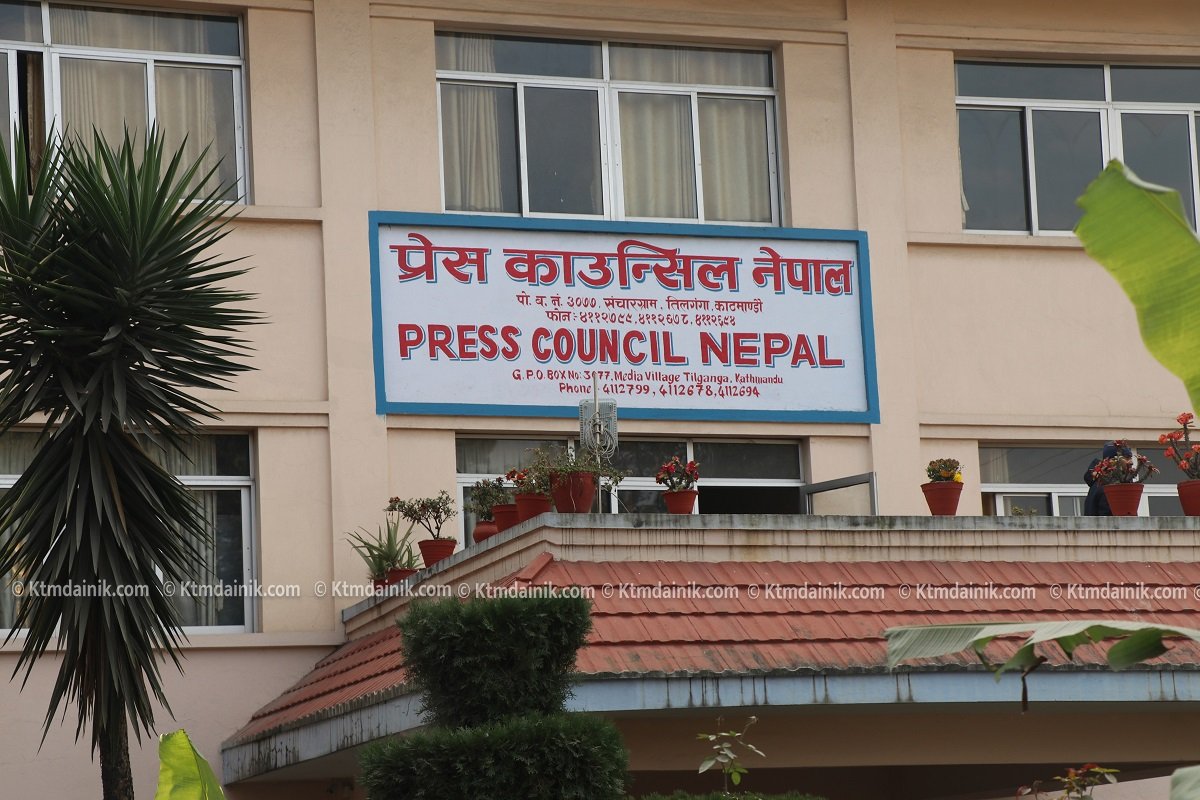 प्रेस काउन्सिल नेपाल
पो. ब. नं. ३०७७. संचारग्राम. तिलगंगा. काठमाण्डौ
फोन:- ४११२७९९, ४११२६७८, ४११२६९४
PRESS COUNCIL NEPAL
G.P.O. BOX No: 3077, Media Village Tilganga, Kathmandu
Phone: 4112799, 4112678, 4112694
© Ktmdainik.com © Ktmdainik.com © Ktmdainik.com © Ktmdainik.com © Ktmdainik.com © Ktmdainik.com © Ktmdainik.com © Ktmdainik.com